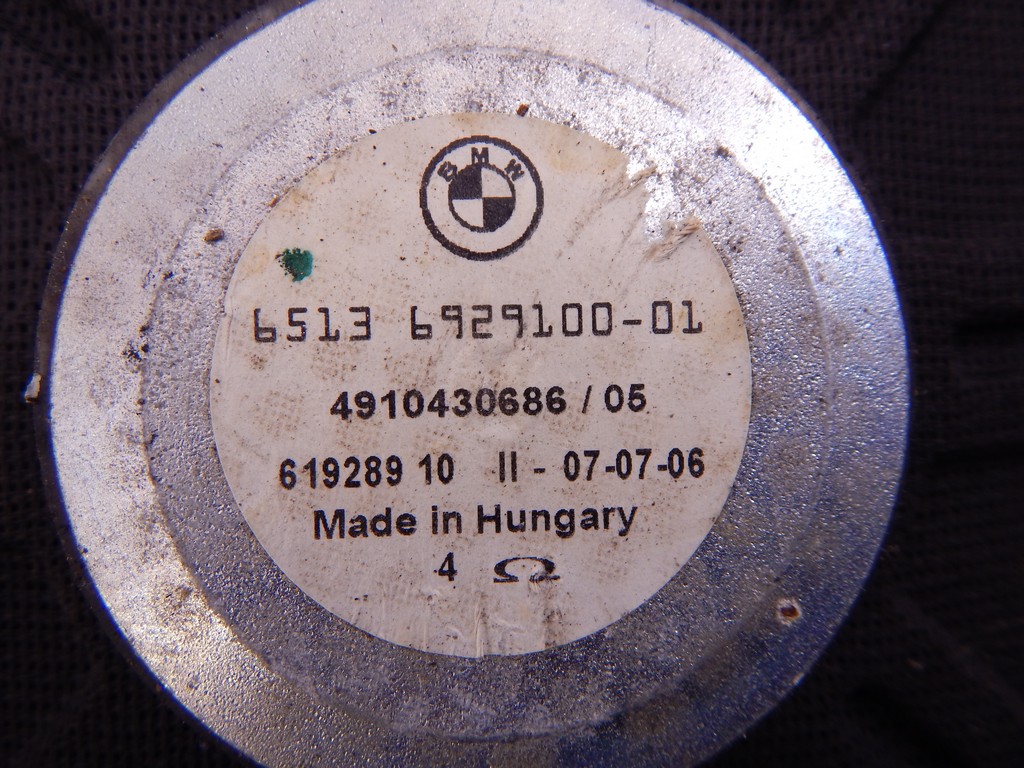 BMW
6513 6929100-01
4910430686 / 05
619289 10 II - 07-07-06
Made in Hungary
4 Ω